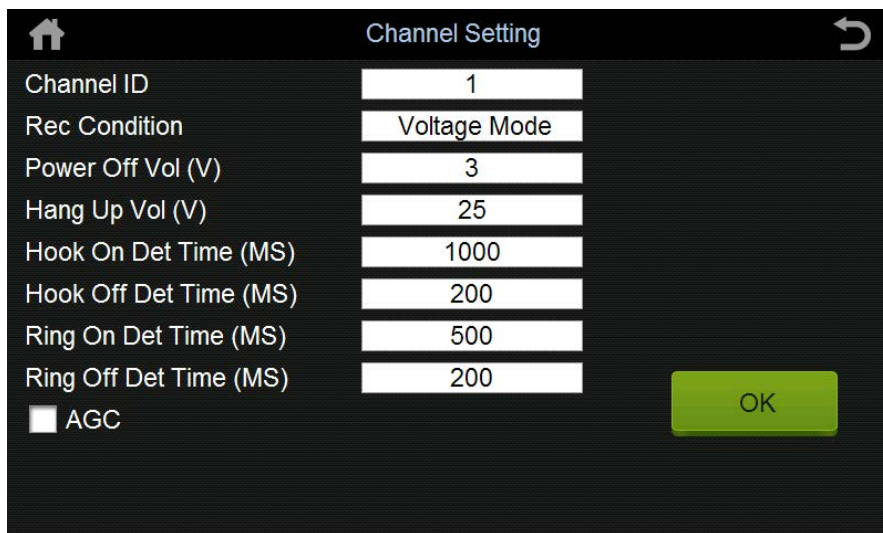 Channel Setting
Channel ID 1
Rec Condition Voltage Mode
Power Off Vol (V) 3
Hang Up Vol (V) 25
Hook On Det Time (MS) 1000
Hook Off Det Time (MS) 200
Ring On Det Time (MS) 500
Ring Off Det Time (MS) 200
AGC
OK